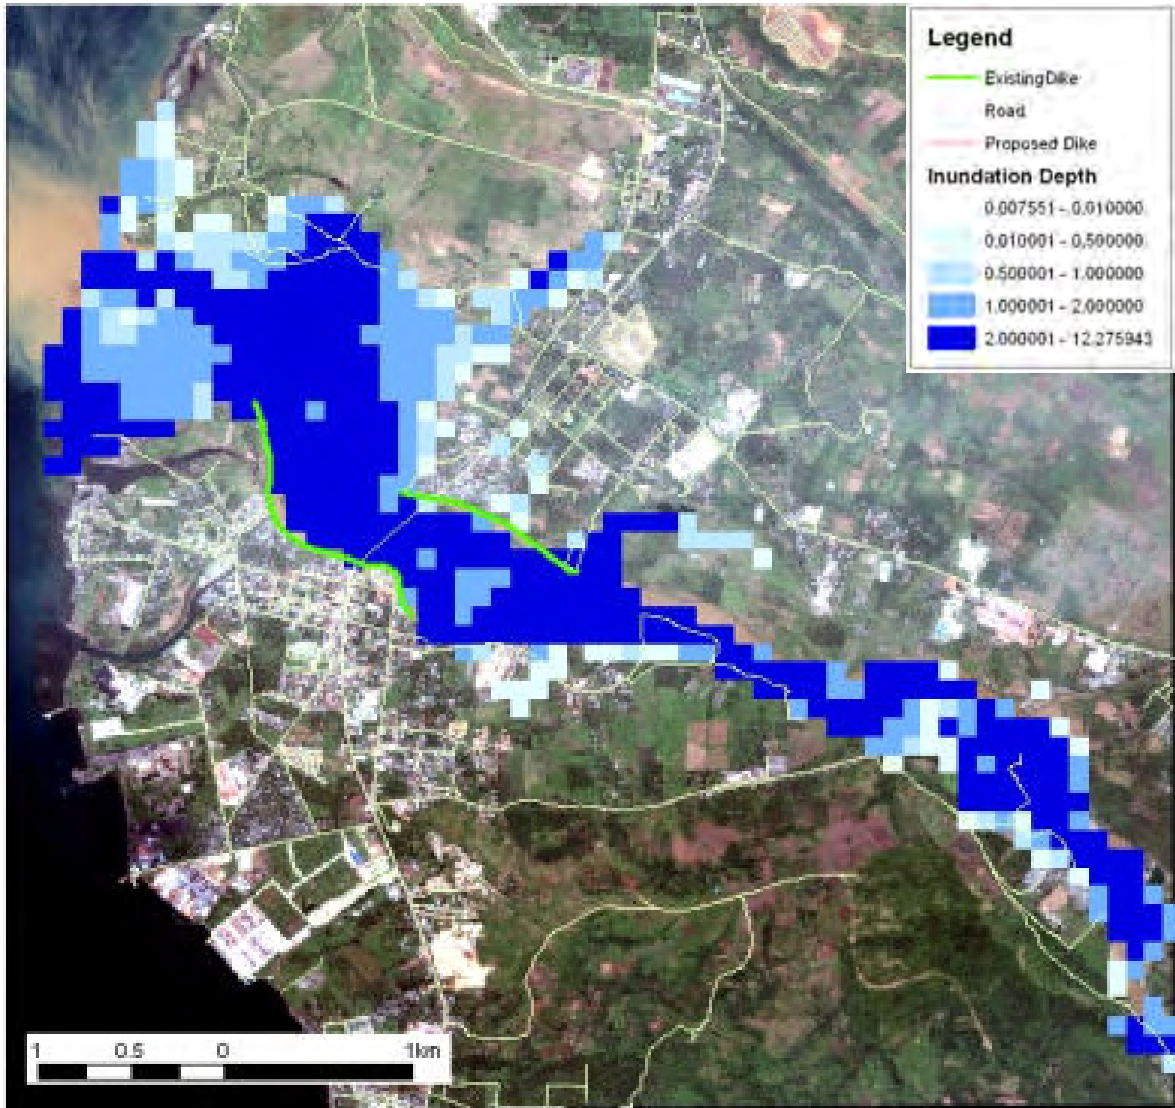 Legend
ExistingDike
Road
Proposed Dike
Inundation Depth
0.007551 - 0.010000
0.010001 - 0.500000
0.500001 - 1.000000
1.000001 - 2.000000
2.000001 - 12.275943
1 0.5 0 1km